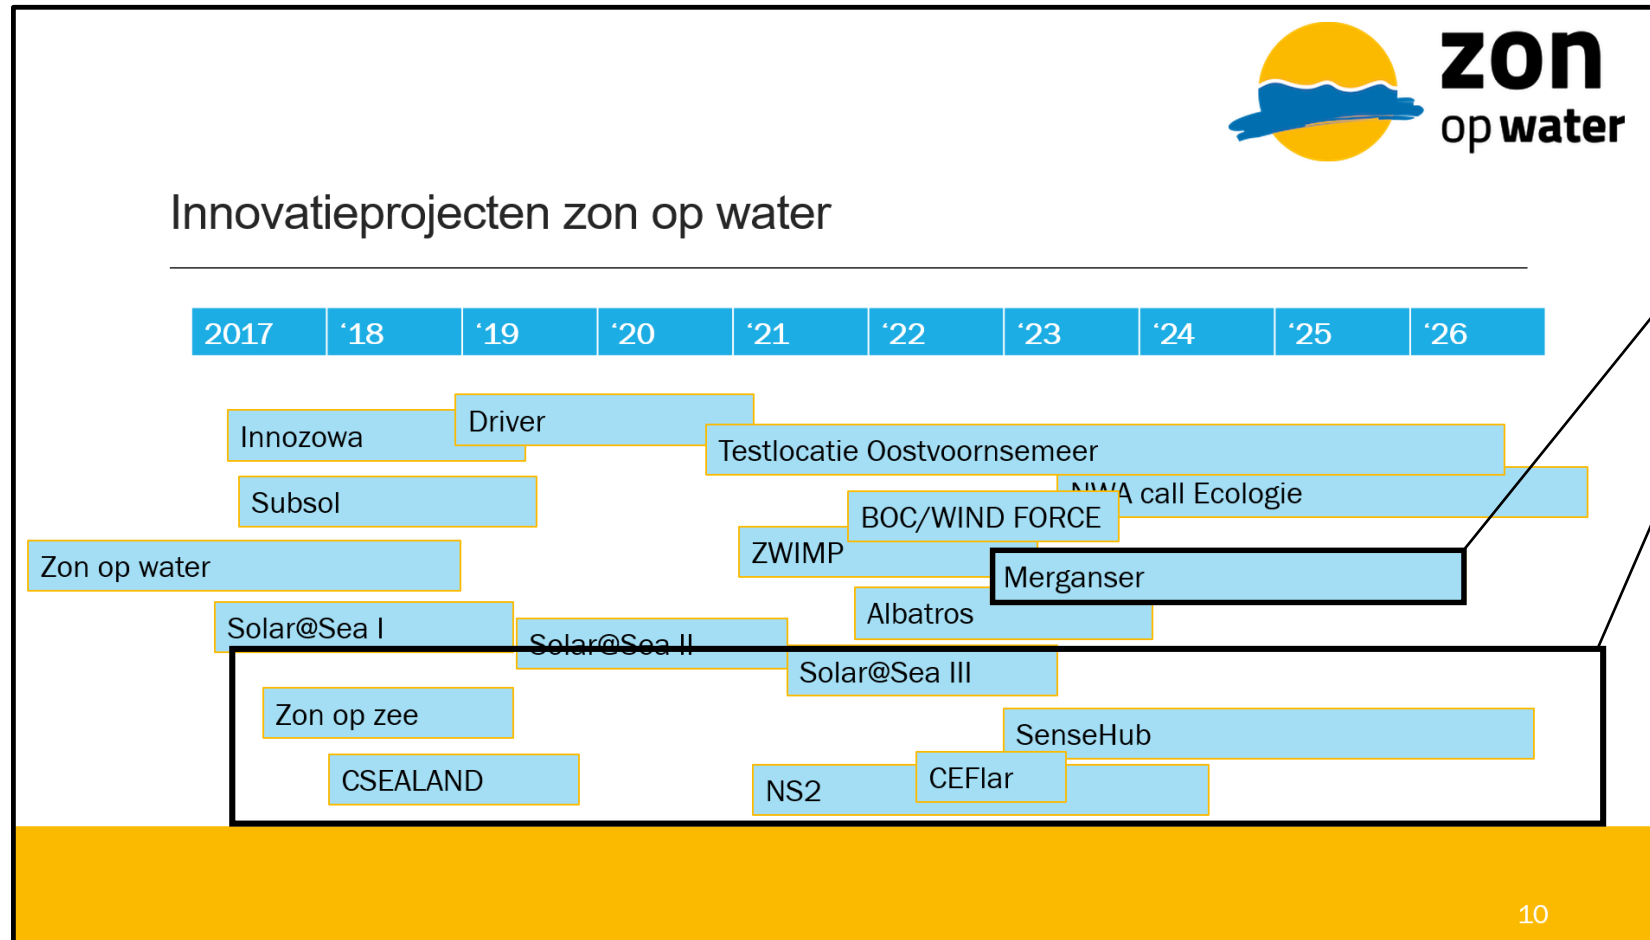 zon
op water
Innovatieprojecten zon op water
2017 ‘18 ‘19 ‘20 ‘21 ‘22 ‘23 ‘24 ‘25 ‘26
Driver
Innozowa
Testlocatie Oostvoornsemeer
NWA call Ecologie
Subsol
BOC/WIND FORCE
ZWIMP
Zon op water
Merganser
Albatros
Solar@Sea I
Solar@Sea II
Solar@Sea III
Zon op zee
SenseHub
CSEALAND
CEFlar
NS2
10